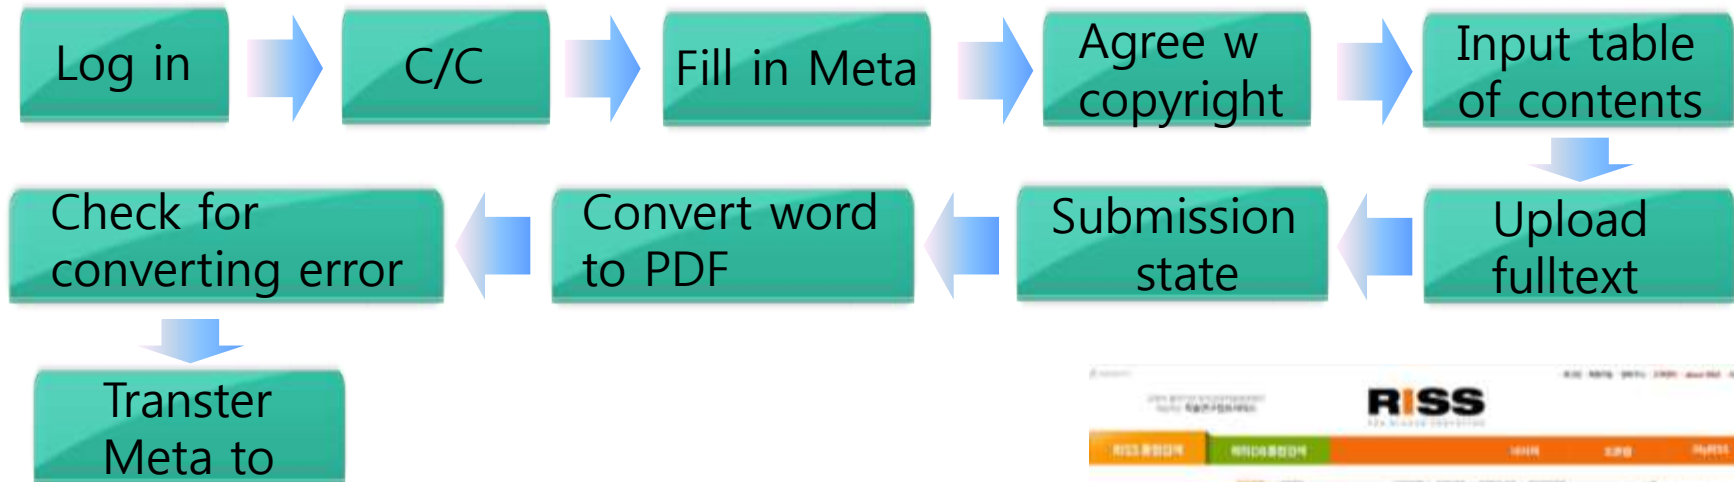 Log in
C/C
Fill in Meta
Agree w
copyright
Input table
of contents
Upload
fulltext
Submission
state
Convert word
to PDF
Check for
converting error
Transter
Meta to
RISS